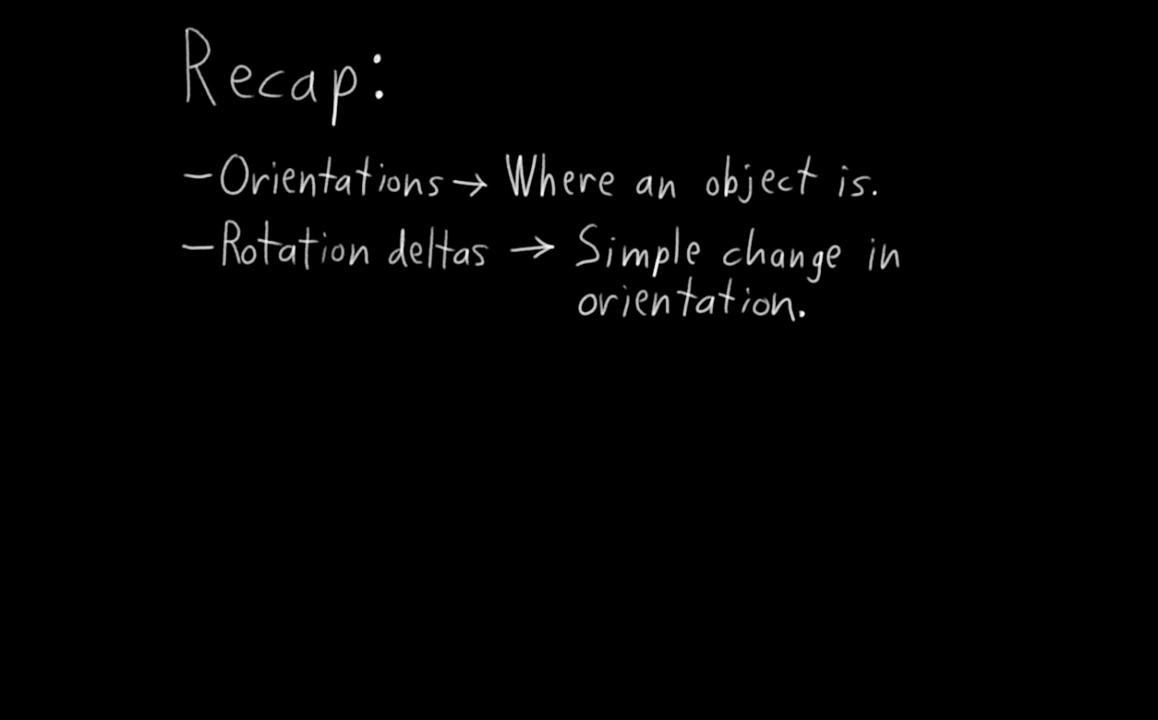 Recap:
– Orientations → Where an object is.
– Rotation deltas → Simple change in
orientation.